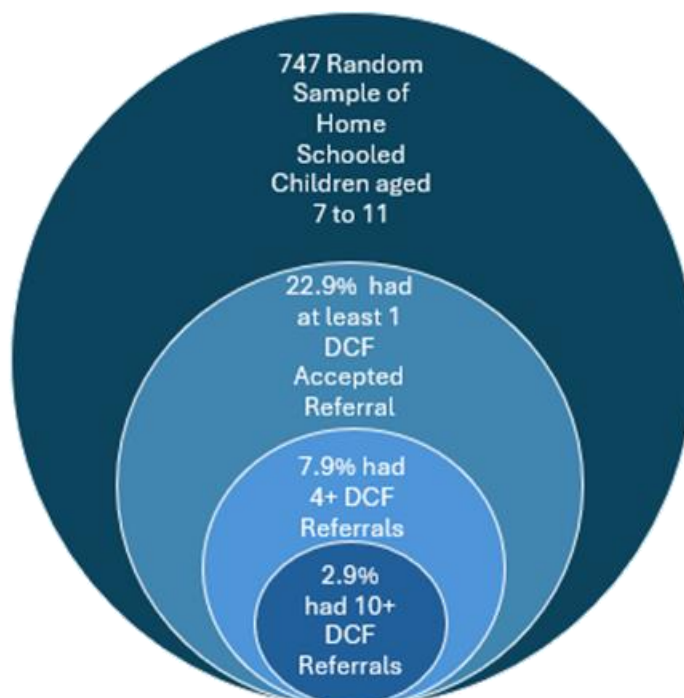 747 Random
Sample of
Home
Schooled
Children aged
7 to 11
22.9% had
at least 1
DCF
Accepted
Referral
7.9% had
4+ DCF
Referrals
2.9%
had 10+
DCF
Referrals